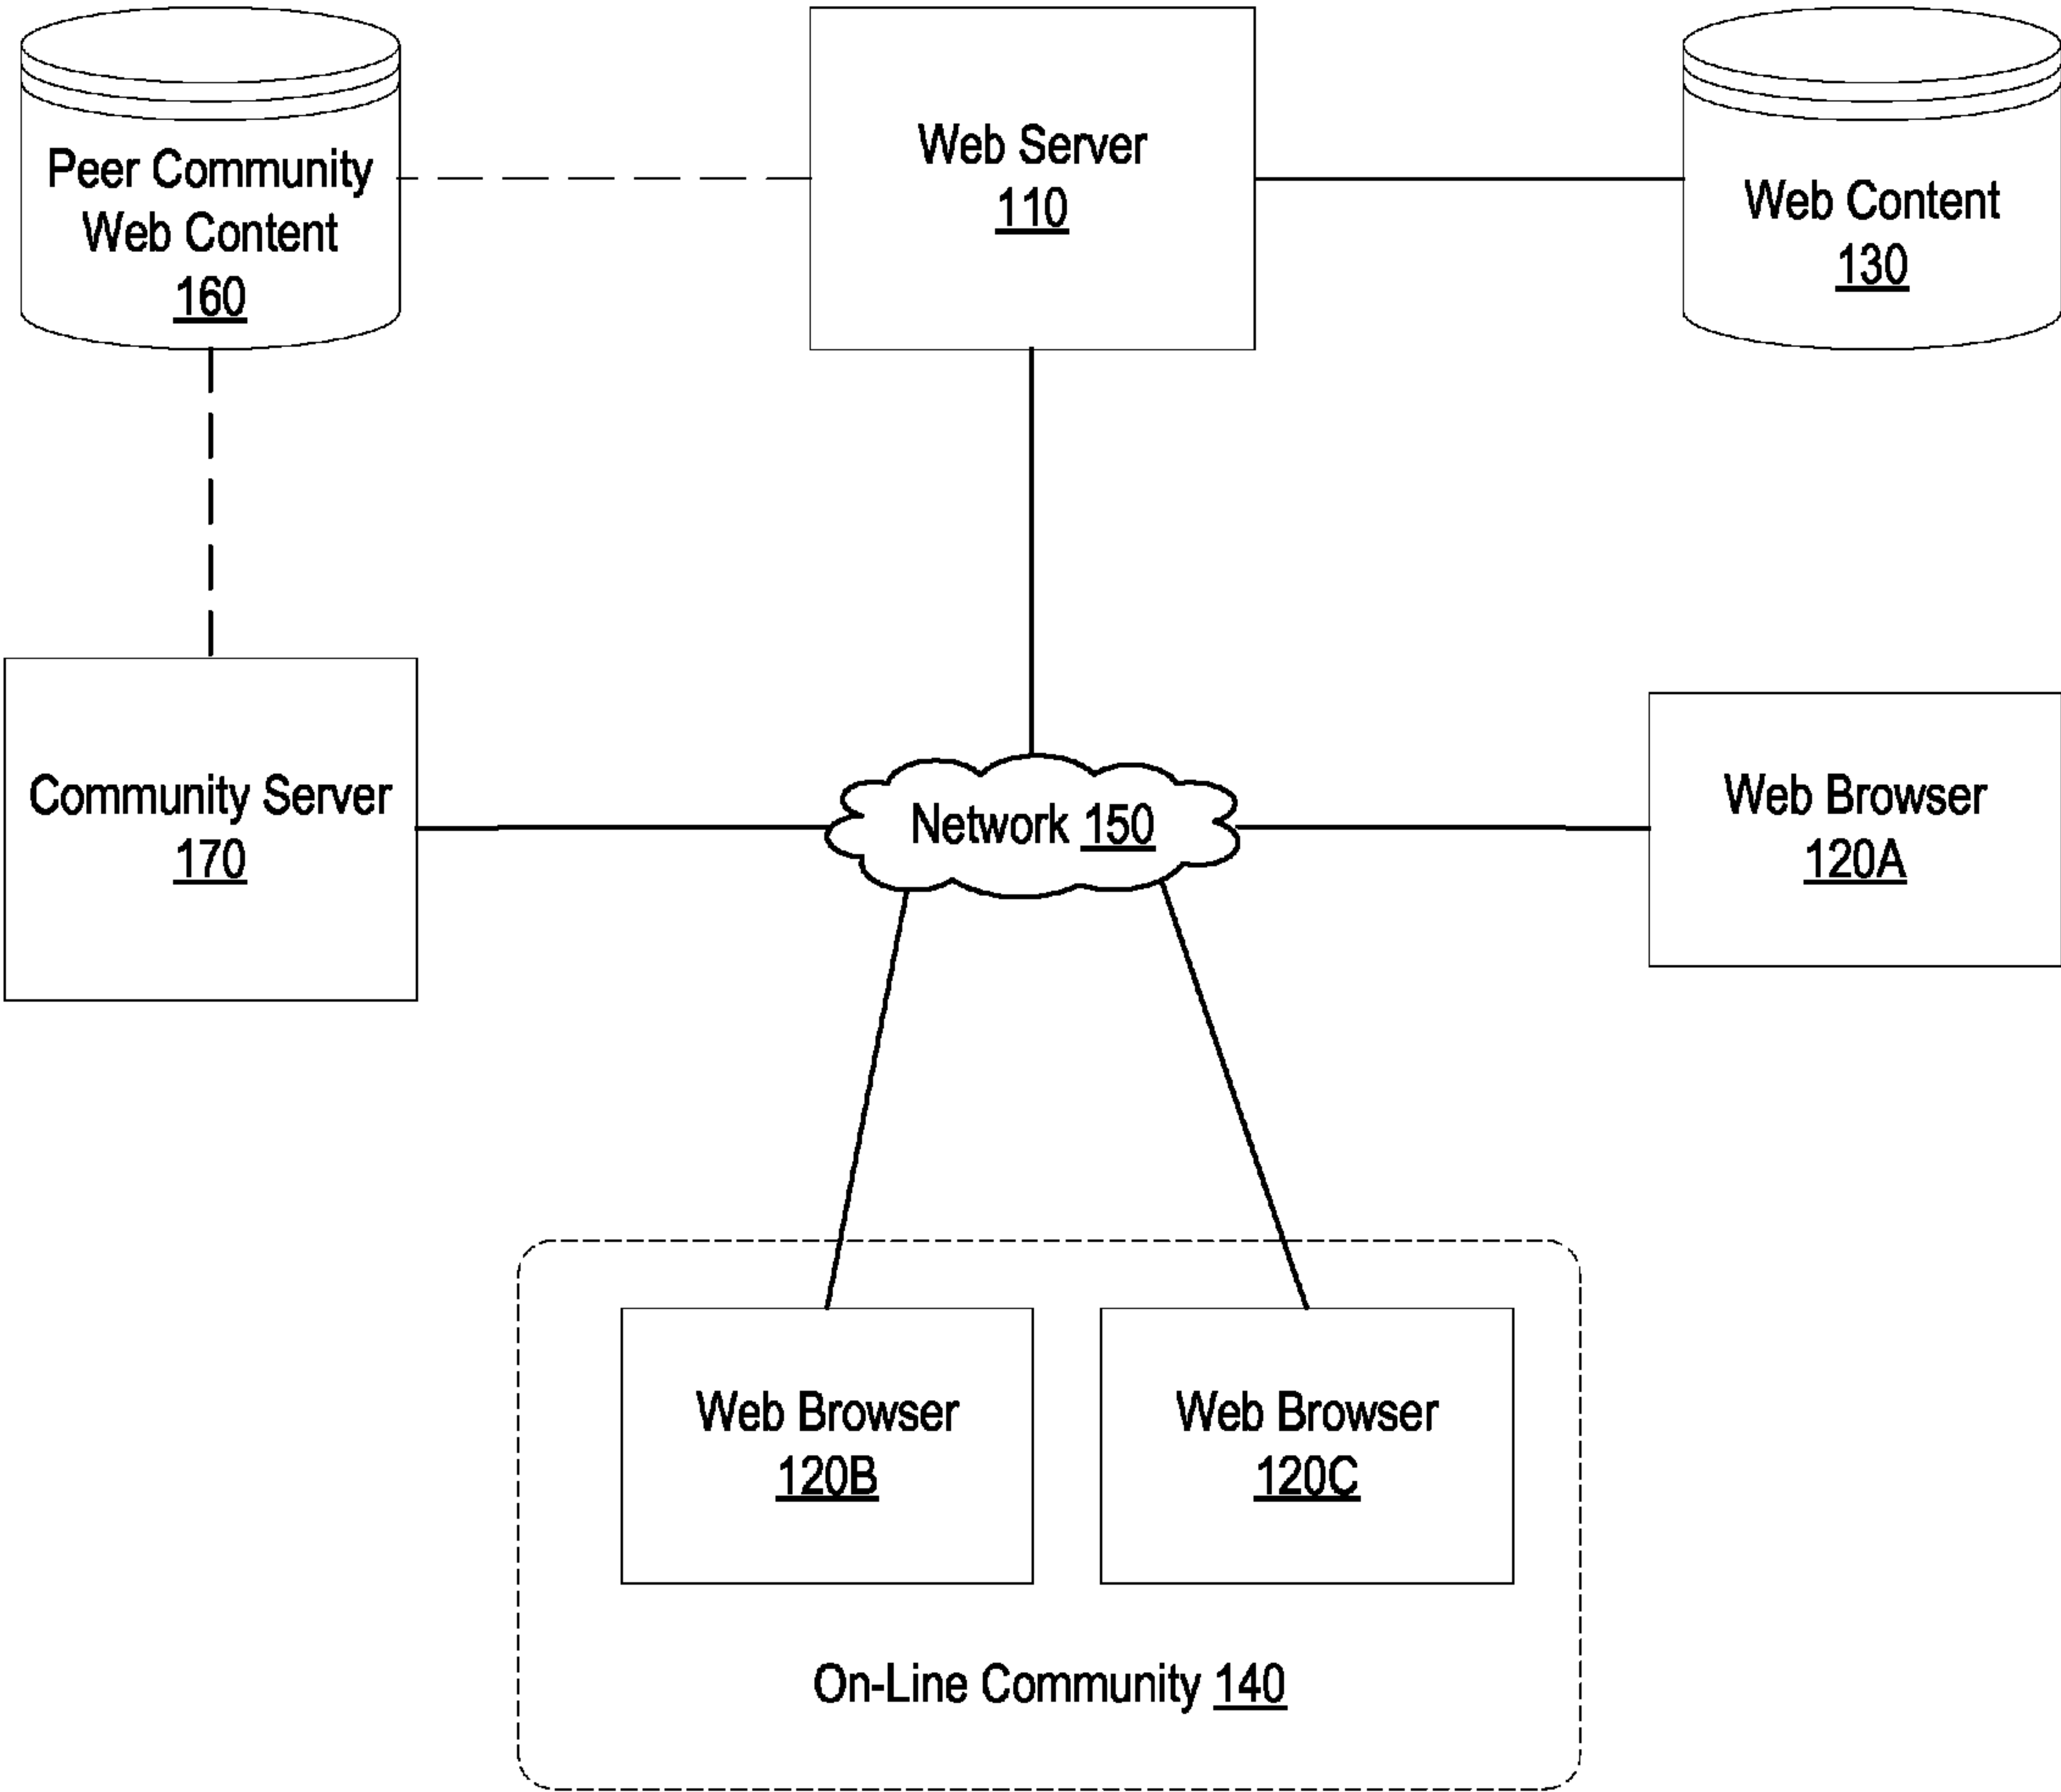 Peer Community
Web Content
160
Web Server
110
Web Content
130
Community Server
170
Network 150
Web Browser
120A
Web Browser
120B
Web Browser
120C
On-Line Community 140